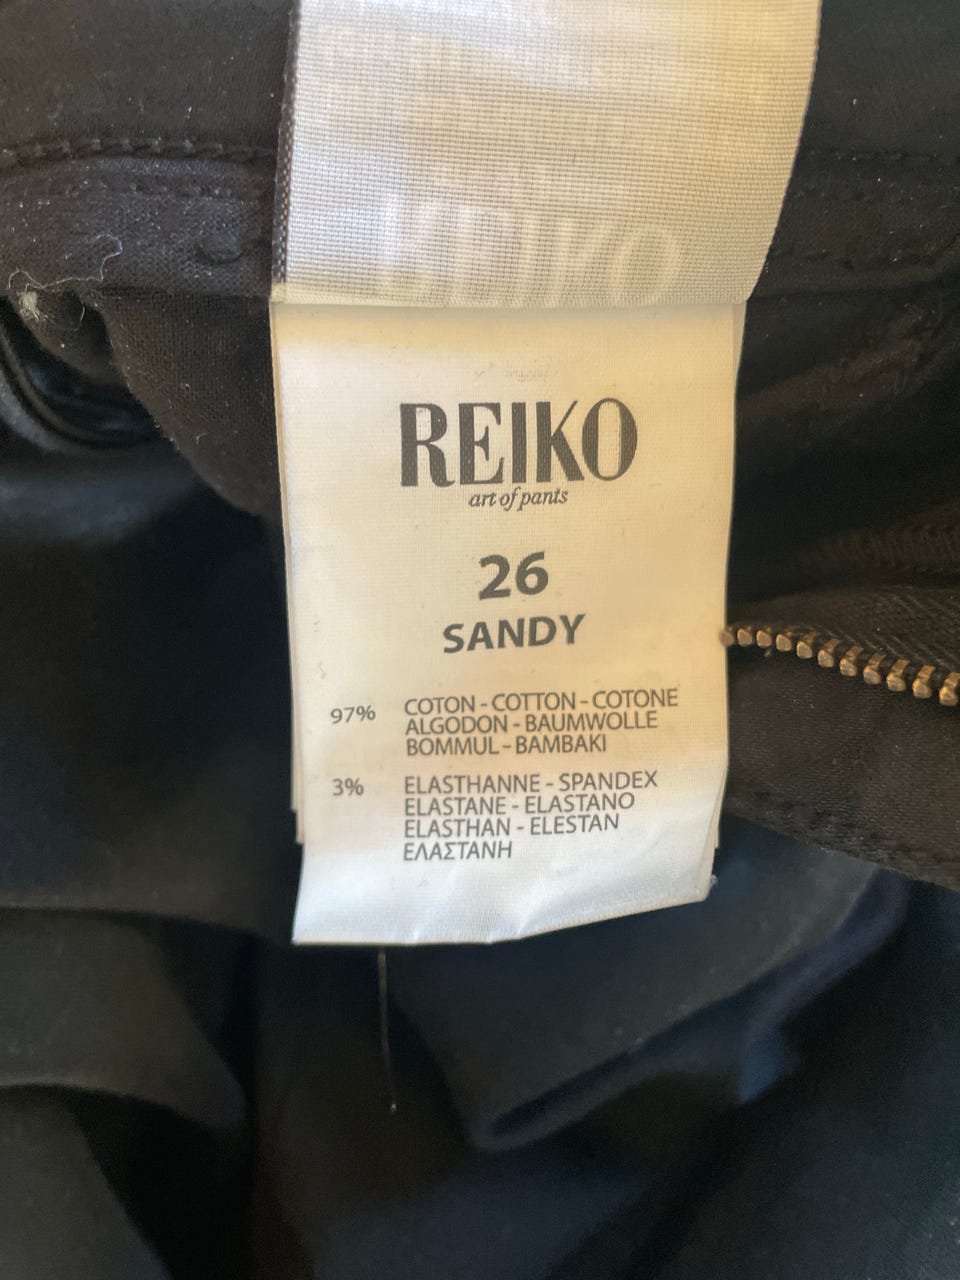 REIKO
REIKO
art of pants
26
SANDY
97% COTON - COTTON - COTONE
ALGODON - BAUMWOLLE
BOMMUL - BAMBAKI
3% ELASTHANNE - SPANDEX
ELASTANE - ELASTANO
ELASTHAN - ELESTAN
ΕΛΑΣΤΑΝΗ